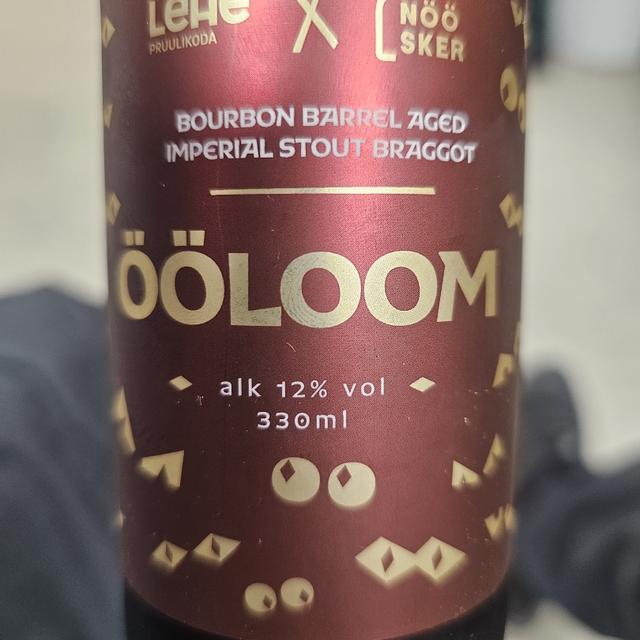 LEHE
PRUULIKODA
X
NÖÖ
SKER
BOURBON BARREL AGED
IMPERIAL STOUT BRAGGOT
ÖÖLOOM
alk 12% vol
330ml